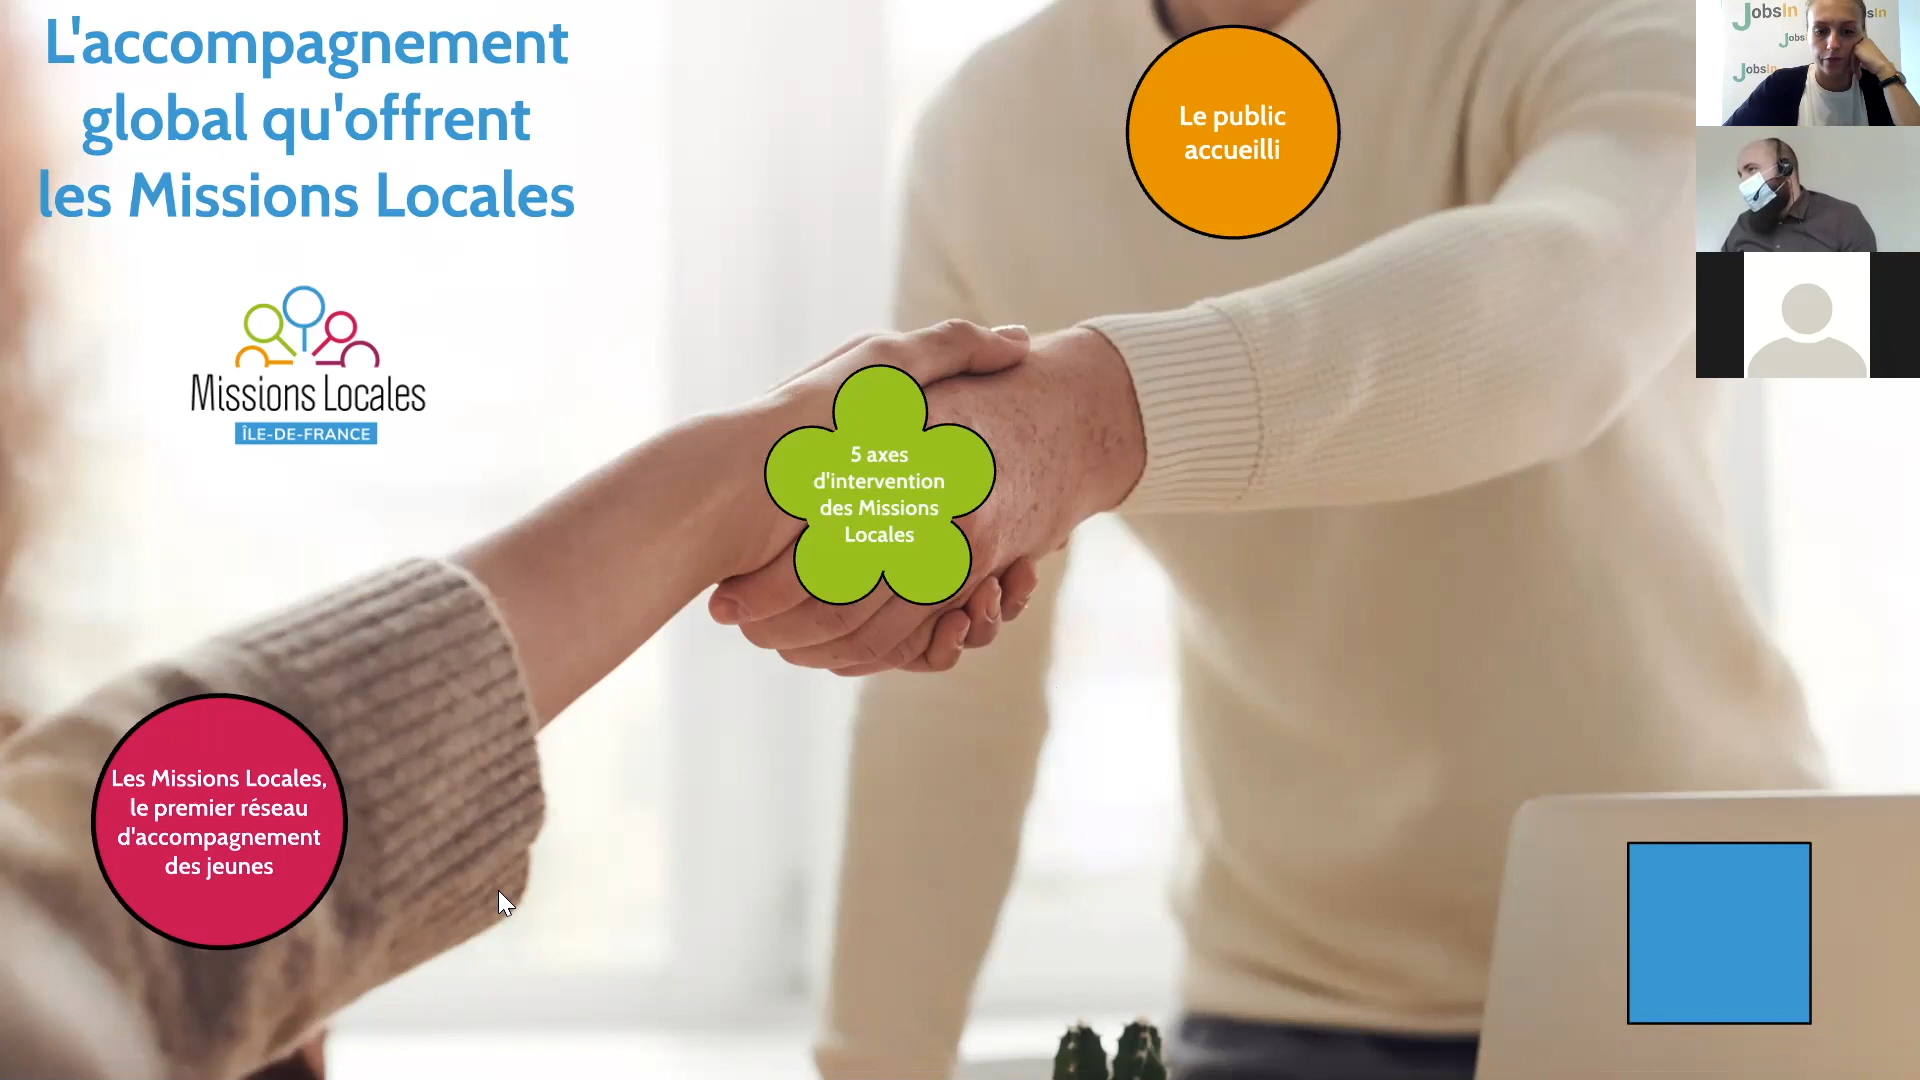 L'accompagnement
global qu'offrent
les Missions Locales
Missions Locales
ÎLE-DE-FRANCE
Le public
accueilli
5 axes
d'intervention
des Missions
Locales
Les Missions Locales,
le premier réseau
d'accompagnement
des jeunes
JobsIn
JobsIn